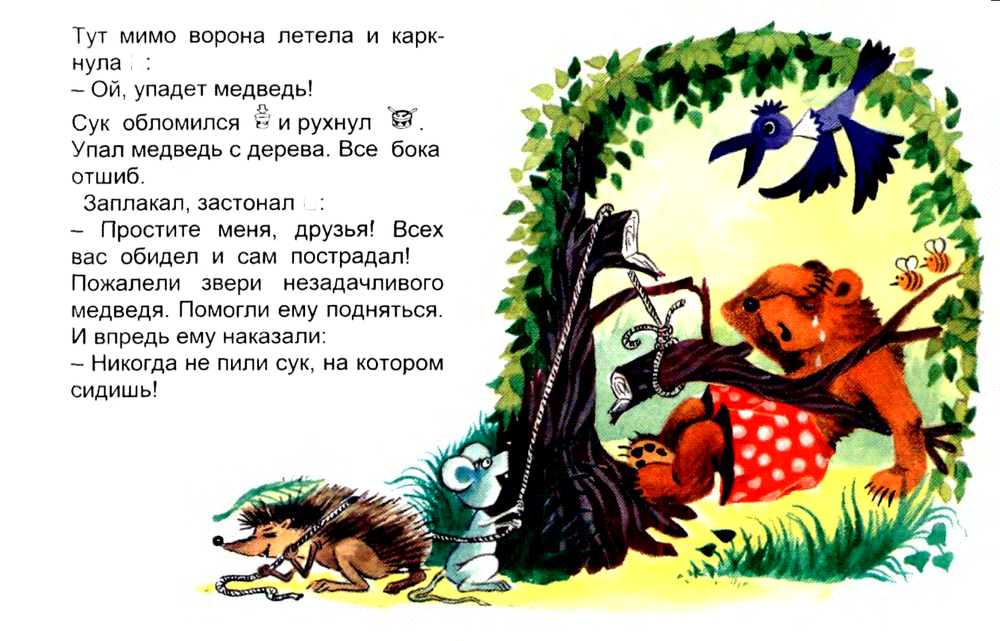 Тут мимо ворона летела и карк-
нула :
– Ой, упадет медведь!
Сук обломился и рухнул .
Упал медведь с дерева. Все бока
отшиб.
Заплакал, застонал :
– Простите меня, друзья! Всех
вас обидел и сам пострадал!
Пожалели звери незадачливого
медведя. Помогли ему подняться.
И впредь ему наказали:
– Никогда не пили сук, на котором
сидишь!